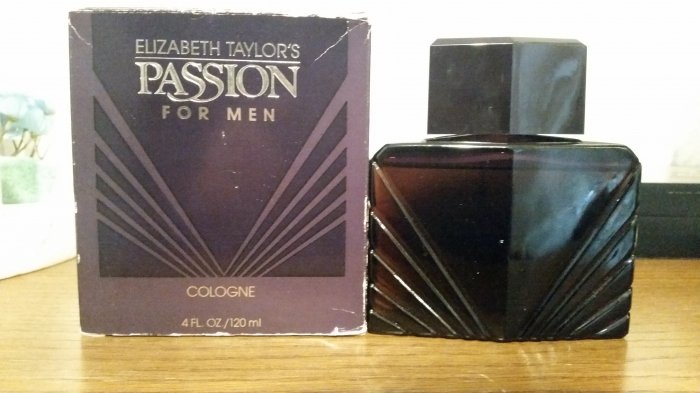 ELIZABETH TAYLOR'S
PASSION
FOR MEN
COLOGNE
4 FL. OZ./120 ml